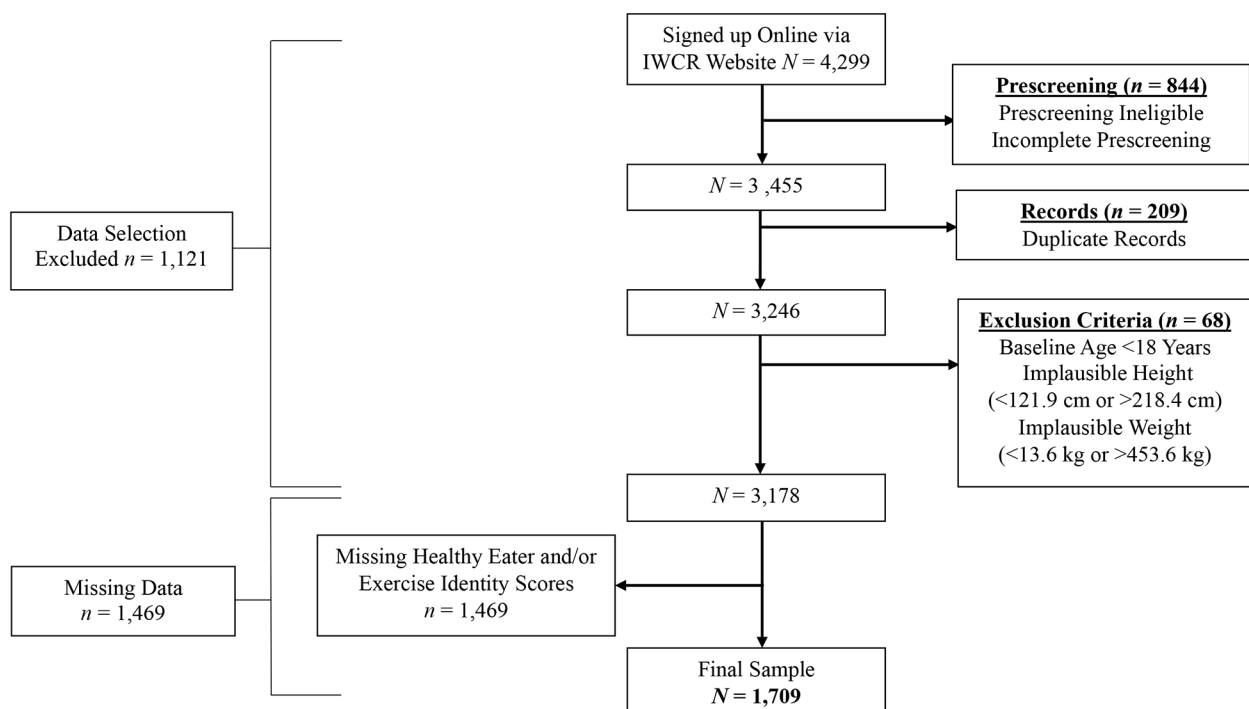 Signed up Online via
IWCR Website N = 4,299
Prescreening (n = 844)
Prescreening Ineligible
Incomplete Prescreening
N = 3 ,455
Records (n = 209)
Duplicate Records
Data Selection
Excluded n = 1,121
N = 3,246
Exclusion Criteria (n = 68)
Baseline Age <18 Years
Implausible Height
(<121.9 cm or >218.4 cm)
Implausible Weight
(<13.6 kg or >453.6 kg)
N = 3,178
Missing Healthy Eater and/or
Exercise Identity Scores
n = 1,469
Missing Data
n = 1,469
Final Sample
N = 1,709